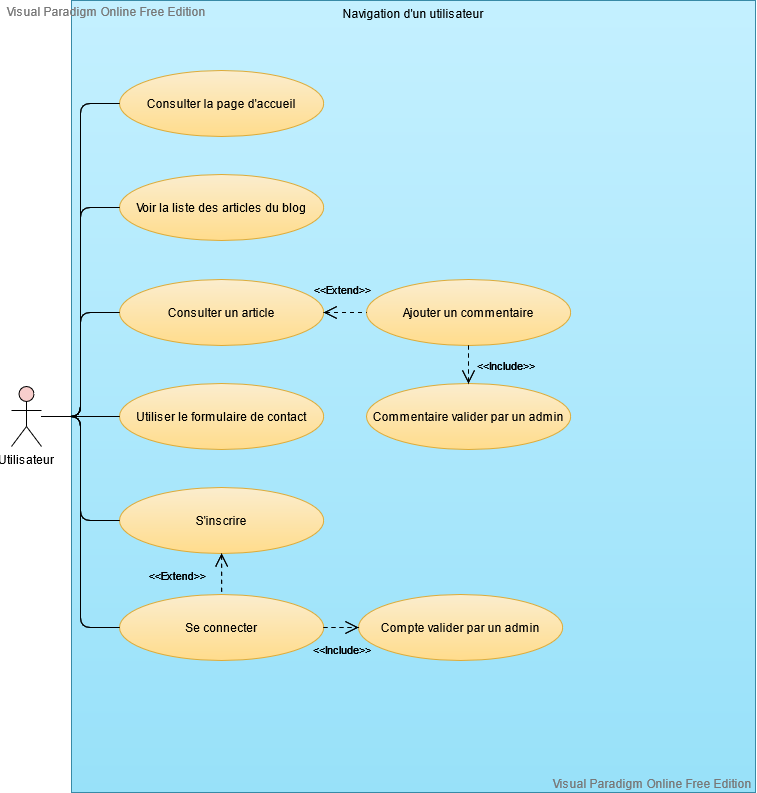 Visual Paradigm Online Free Edition
Navigation d'un utilisateur
Consulter la page d'accueil
Voir la liste des articles du blog
<<Extend>>
Consulter un article
Ajouter un commentaire
<<Include>>
Utiliser le formulaire de contact
Commentaire valider par un admin
Utilisateur
S'inscrire
<<Extend>>
Se connecter
Compte valider par un admin
<<Include>>
Visual Paradigm Online Free Edition